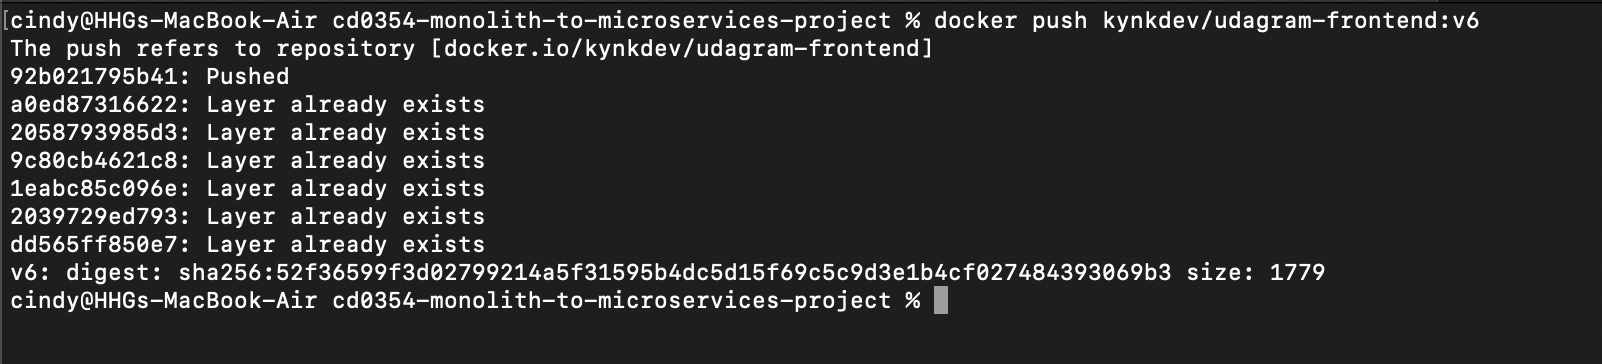 [cindy@HHGs-MacBook-Air cd0354-monolith-to-microservices-project % docker push kynkdev/udagram-frontend:v6
The push refers to repository [docker.io/kynkdev/udagram-frontend]
92b021795b41: Pushed
a0ed87316622: Layer already exists
2058793985d3: Layer already exists
9c80cb4621c8: Layer already exists
1eabc85c096e: Layer already exists
2039729ed793: Layer already exists
dd565ff850e7: Layer already exists
v6: digest: sha256:52f36599f3d02799214a5f31595b4dc5d15f69c5c9d3e1b4cf027484393069b3 size: 1779
cindy@HHGs-MacBook-Air cd0354-monolith-to-microservices-project %